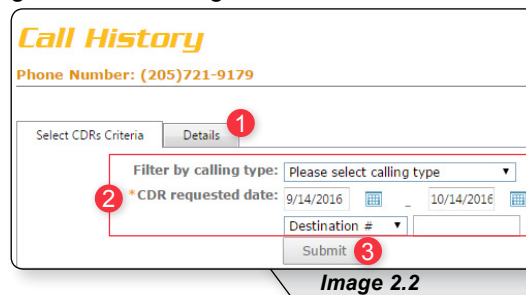 Call History
Phone Number: (205)721-9179
Select CDRs Criteria Details 1
Filter by calling type: Please select calling type
2 *CDR requested date: 9/14/2016 - 10/14/2016
Destination #
Submit 3
Image 2.2